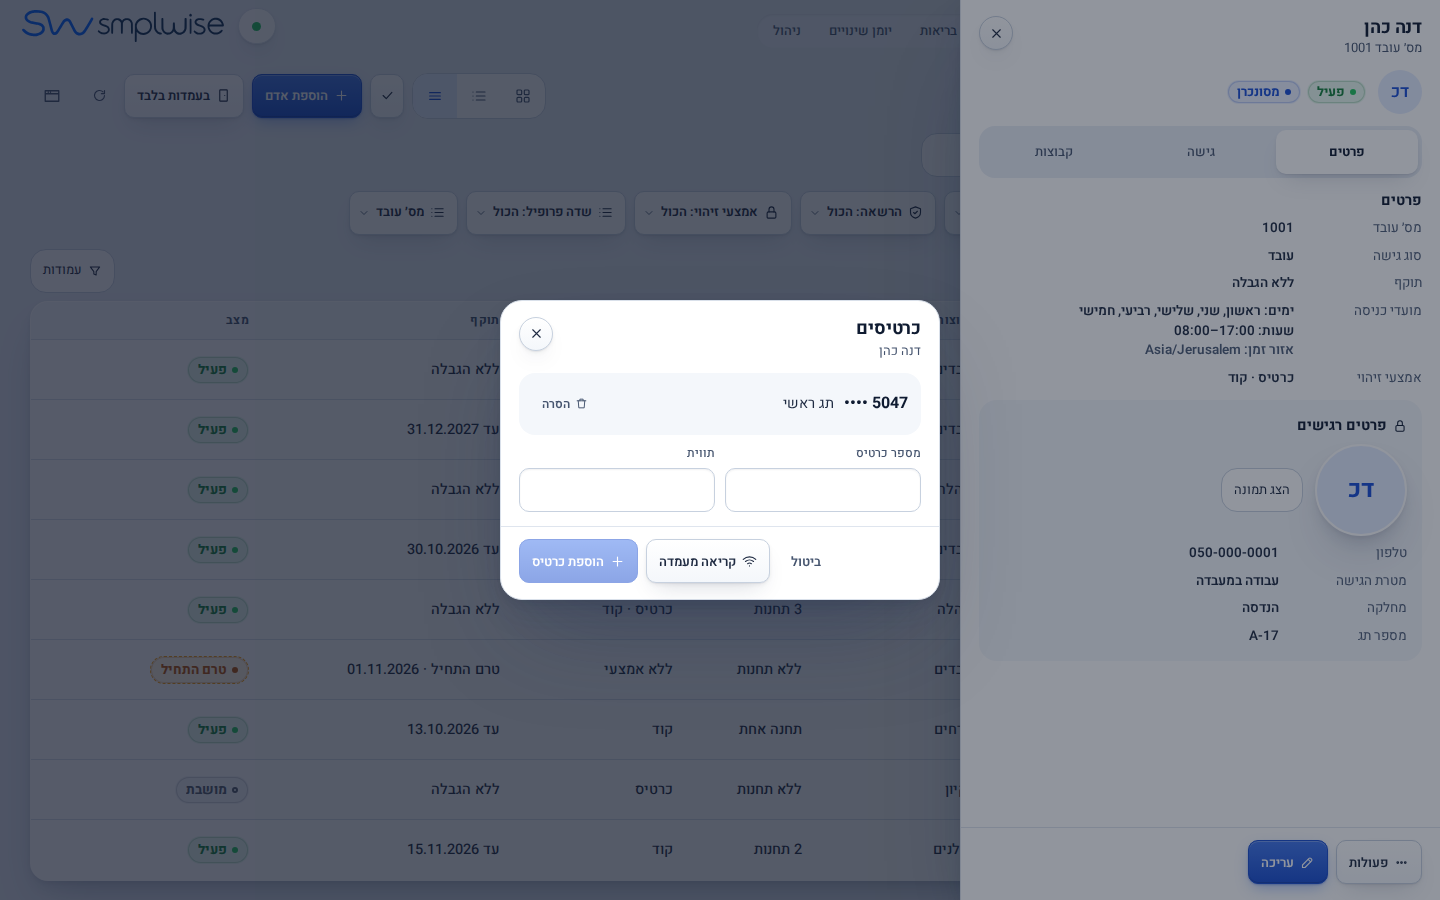 smplwise
בריאות
יומן שינויים
ניהול
בעמדות בלבד
הוספת אדם
הרשאה: הכול
אמצעי זיהוי: הכול
שדה פרופיל: הכול
מס׳ עובד
עמודות
תוקף
מצב
ללא הגבלה
פעיל
עד 31.12.2027
פעיל
ללא הגבלה
פעיל
עד 30.10.2026
פעיל
3 תחנות
כרטיס · קוד
ללא הגבלה
פעיל
ללא תחנות
ללא אמצעי
טרם התחיל · 01.11.2026
טרם התחיל
תחנה אחת
קוד
עד 13.10.2026
פעיל
ללא תחנות
כרטיס
ללא הגבלה
מושבת
2 תחנות
קוד
עד 15.11.2026
פעיל
דנה כהן
מס׳ עובד 1001
דכ
פעיל
מסונכרן
פרטים
גישה
קבוצות
פרטים
מס׳ עובד
1001
סוג גישה
עובד
תוקף
ללא הגבלה
מועדי כניסה
ימים: ראשון, שני, שלישי, רביעי, חמישי
שעות: 08:00–17:00
אזור זמן: Asia/Jerusalem
אמצעי זיהוי
כרטיס · קוד
פרטים רגישים
דכ
הצג תמונה
טלפון
050-000-0001
מטרת הגישה
עבודה במעבדה
מחלקה
הנדסה
מספר תג
A-17
פעולות
עריכה
כרטיסים
דנה כהן
•••• 5047
תג ראשי
הסרה
מספר כרטיס
תווית
ביטול
קריאה מעמדה
הוספת כרטיס